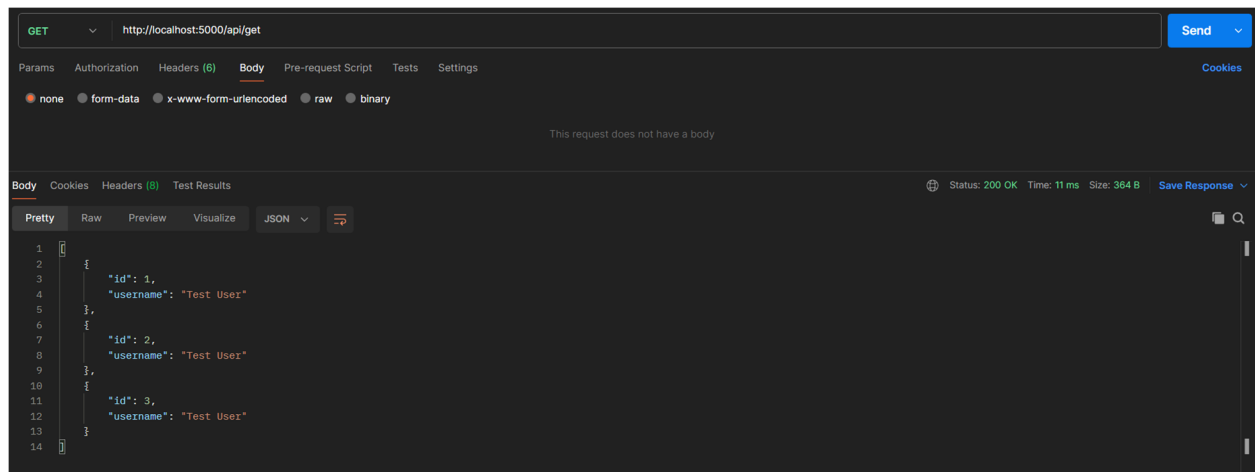 GET http://localhost:5000/api/get Send
Params Authorization Headers (6) Body Pre-request Script Tests Settings Cookies
none form-data x-www-form-urlencoded raw binary
This request does not have a body
Body Cookies Headers (8) Test Results Status: 200 OK Time: 11 ms Size: 364 B Save Response
Pretty Raw Preview Visualize JSON
1 [
2 {
3 "id": 1,
4 "username": "Test User"
5 },
6 {
7 "id": 2,
8 "username": "Test User"
9 },
10 {
11 "id": 3,
12 "username": "Test User"
13 }
14 ]